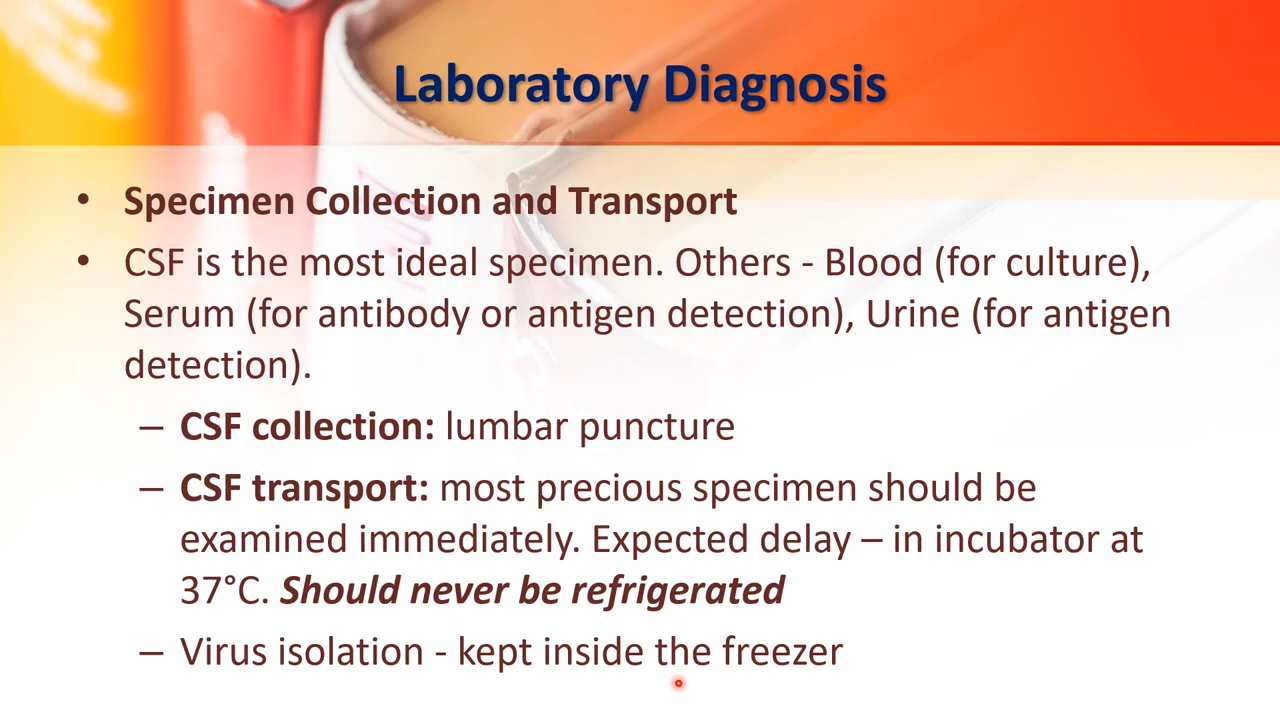 Laboratory Diagnosis
• Specimen Collection and Transport
• CSF is the most ideal specimen. Others - Blood (for culture),
Serum (for antibody or antigen detection), Urine (for antigen
detection).
– CSF collection: lumbar puncture
– CSF transport: most precious specimen should be
examined immediately. Expected delay – in incubator at
37°C. Should never be refrigerated
– Virus isolation - kept inside the freezer